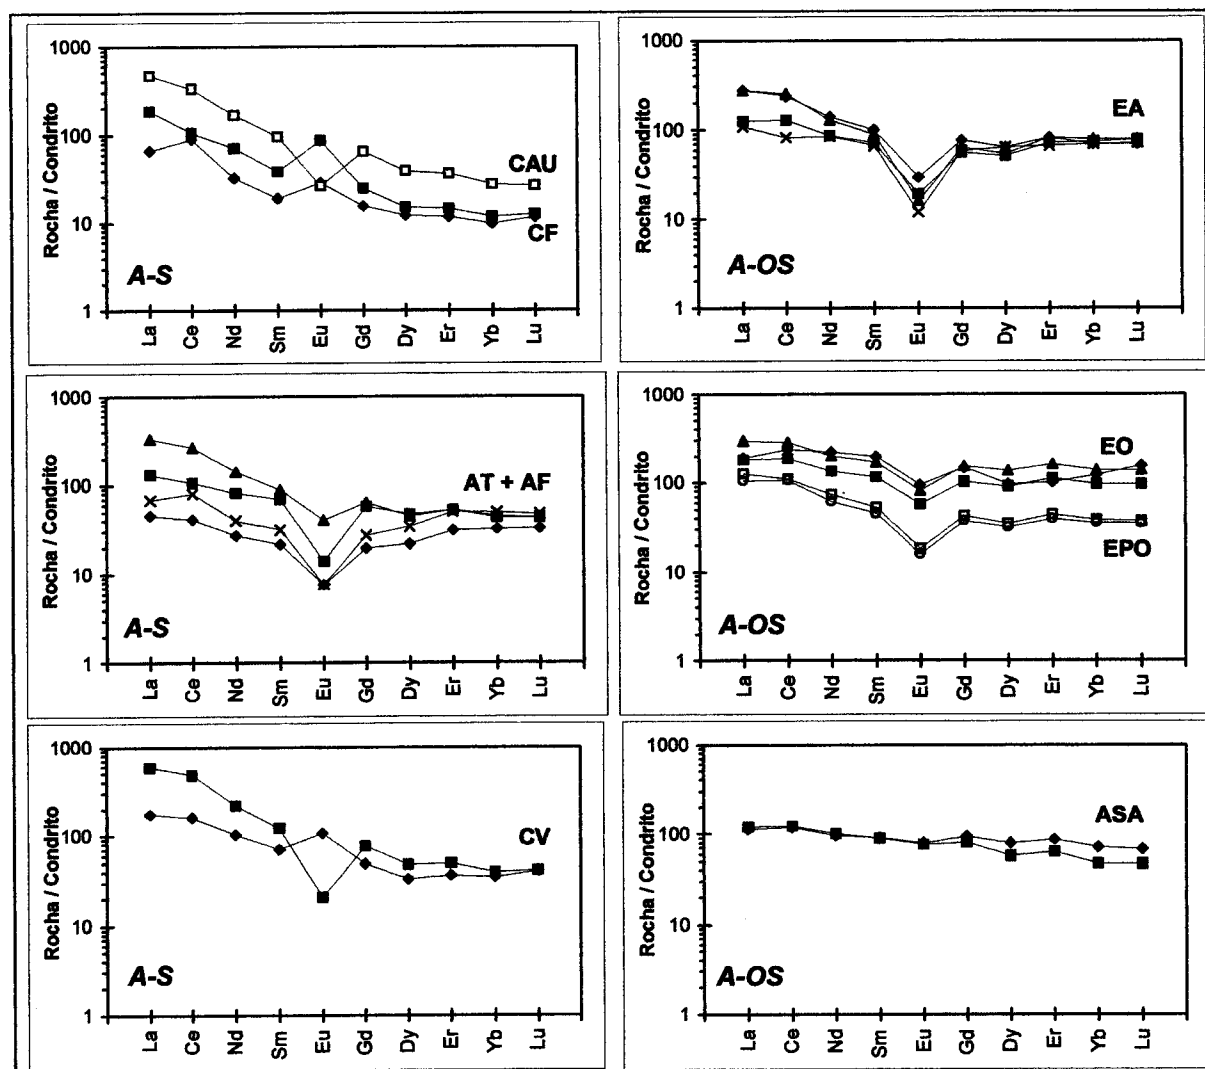 1000
100
10
1
Rocha / Condrito
CAU
CF
A-S
La Ce Nd Sm Eu Gd Dy Er Yb Lu
1000
100
10
1
Rocha / Condrito
EA
A-OS
La Ce Nd Sm Eu Gd Dy Er Yb Lu
1000
100
10
1
Rocha / Condrito
AT + AF
A-S
La Ce Nd Sm Eu Gd Dy Er Yb Lu
1000
100
10
1
Rocha / Condrito
EO
EPO
A-OS
La Ce Nd Sm Eu Gd Dy Er Yb Lu
1000
100
10
1
Rocha / Condrito
CV
A-S
La Ce Nd Sm Eu Gd Dy Er Yb Lu
1000
100
10
1
Rocha / Condrito
ASA
A-OS
La Ce Nd Sm Eu Gd Dy Er Yb Lu